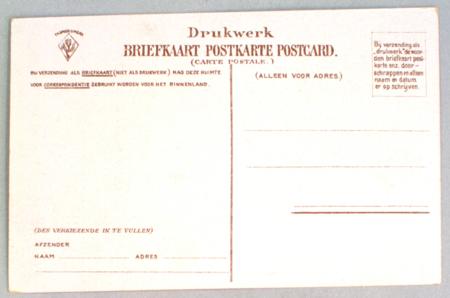 Drukwerk
BRIEFKAART POSTKARTE POSTCARD.
(CARTE POSTALE.)
BIJ VERZENDING ALS BRIEFKAART (NIET ALS DRUKWERK) MAG DEZE RUIMTE
VOOR CORRESPONDENTIE GEBRUIKT WORDEN VOOR HET BINNENLAND.
(ALLEEN VOOR ADRES)
Bij verzending als
„drukwerk" de woor-
den briefkaart post-
karte enz. door-
schrappen en alleen
naam en datum
er op schrijven.
(DES VERKIEZENDE IN TE VULLEN)
AFZENDER
NAAM ADRES